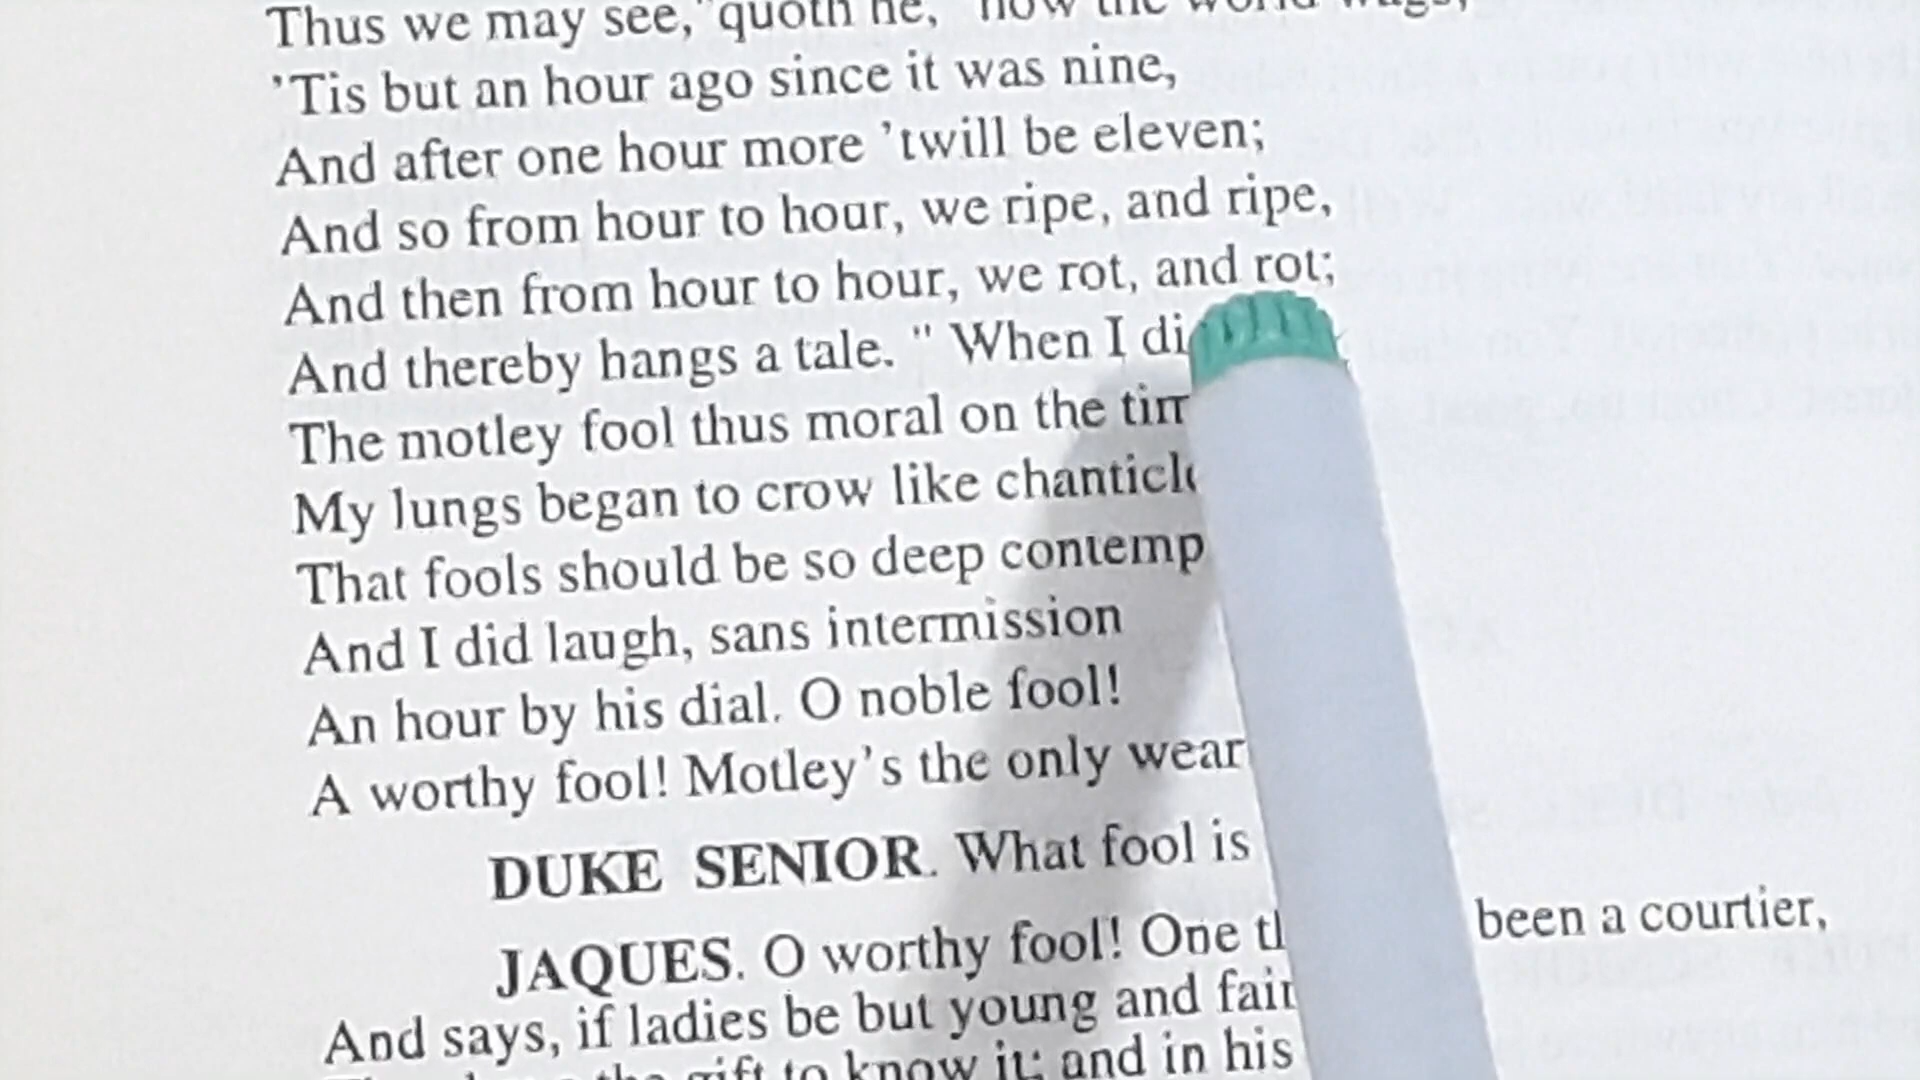 Thus we may see," quoth he, "how the world wags;
'Tis but an hour ago since it was nine,
And after one hour more 'twill be eleven;
And so from hour to hour, we ripe, and ripe,
And then from hour to hour, we rot, and rot;
And thereby hangs a tale. " When I
The motley fool thus moral on the
My lungs began to crow like
That fools should be so deep
And I did laugh, sans intermission
An hour by his dial. O noble fool!
A worthy fool! Motley's the only wear
DUKE SENIOR. What fool is
JAQUES. O worthy fool! One been a courtier,
And says, if ladies be but young and fair
the gift to know it: and in his